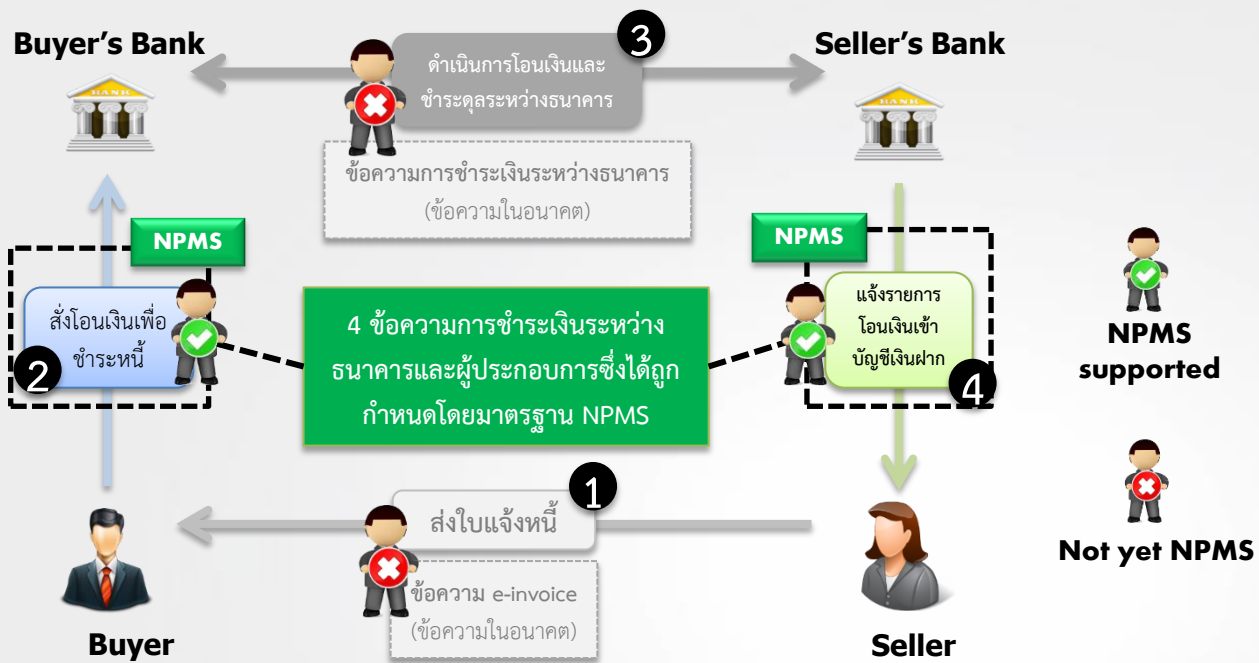 3
Buyer's Bank
Seller's Bank
ดำเนินการโอนเงินและ
ชำระดุลระหว่างธนาคาร
BANK
BANK
ข้อความการชำระเงินระหว่างธนาคาร
(ข้อความในอนาคต)
NPMS
NPMS
สั่งโอนเงินเพื่อ
ชำระหนี้
2
4 ข้อความการชำระเงินระหว่าง
ธนาคารและผู้ประกอบการซึ่งได้ถูก
กำหนดโดยมาตรฐาน NPMS
แจ้งรายการ
โอนเงินเข้า
บัญชีเงินฝาก
4
NPMS
supported
1
ส่งใบแจ้งหนี้
ข้อความ e-invoice
(ข้อความในอนาคต)
Not yet NPMS
Buyer
Seller